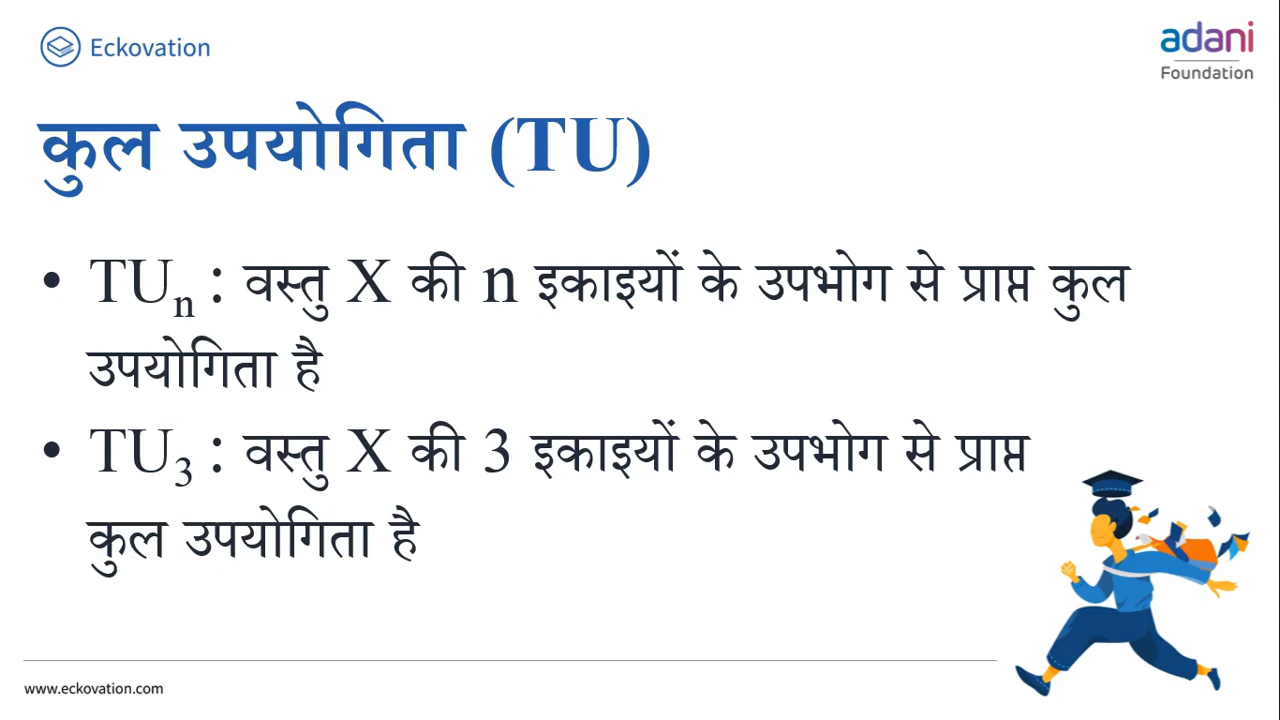 Eckovation
adani
Foundation
कुल उपयोगिता (TU)
• TUn : वस्तु X की n इकाइयों के उपभोग से प्राप्त कुल
उपयोगिता है
• TU3 : वस्तु X की 3 इकाइयों के उपभोग से प्राप्त
कुल उपयोगिता है
www.eckovation.com